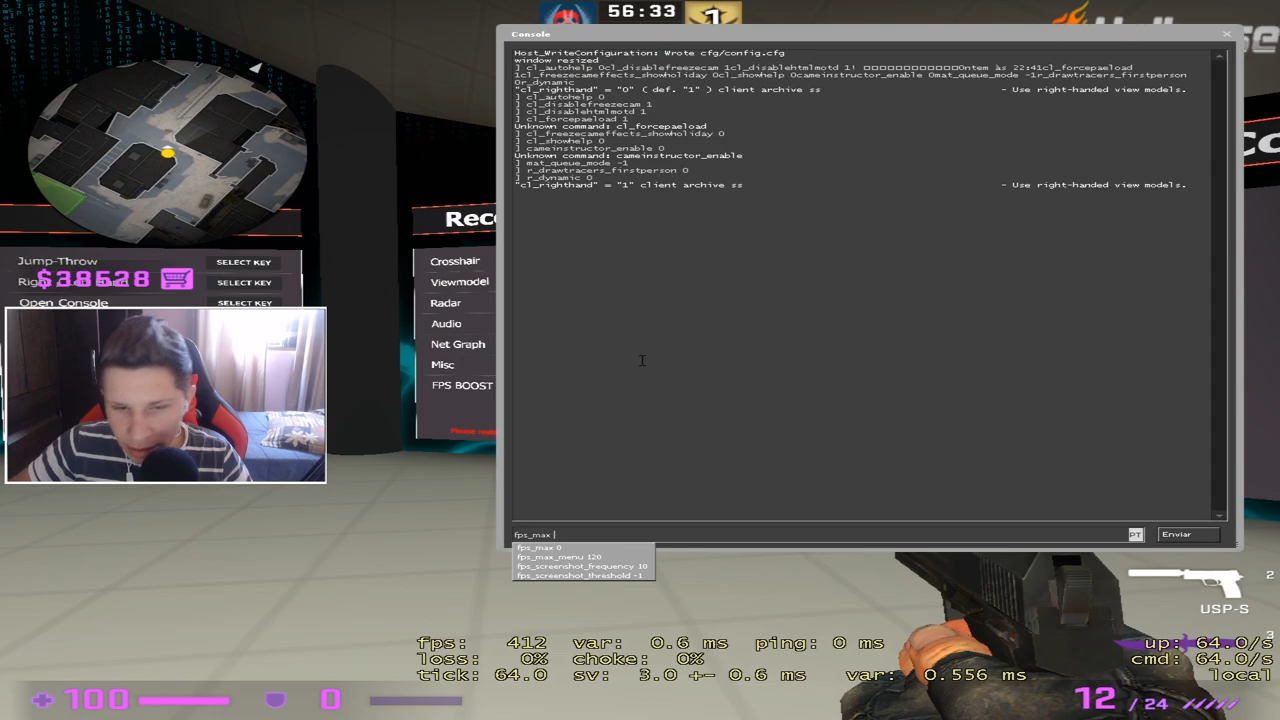 56:33
1
Console
Host_WriteConfiguration: Wrote cfg/config.cfg
window resized
] cl_autohelp 0cl_disablefreezecam 1cl_disablehtmlmotd 1! □□□□□□□□□□□□Ontem às 22:41cl_forcepaeload
1cl_freezecameffects_showholiday 0cl_showhelp 0cameinstructor_enable 0mat_queue_mode -1r_drawtracers_firstperson
0r_dynamic
"cl_righthand" = "0" ( def. "1" ) client archive ss - Use right-handed view models.
] cl_autohelp 0
] cl_disablefreezecam 1
] cl_disablehtmlmotd 1
] cl_forcepaeload 1
Unknown command: cl_forcepaeload
] cl_freezecameffects_showholiday 0
] cl_showhelp 0
] cameinstructor_enable 0
Unknown command: cameinstructor_enable
] mat_queue_mode -1
] r_drawtracers_firstperson 0
] r_dynamic 0
"cl_righthand" = "1" client archive ss - Use right-handed view models.
fps_max
PT
Enviar
fps_max 0
fps_max_menu 120
fps_screenshot_frequency 10
fps_screenshot_threshold -1
Jump-Throw SELECT KEY
$38528
SELECT KEY
Open Console SELECT KEY
Crosshair
Viewmodel
Radar
Audio
Net Graph
Misc
FPS BOOST
2
USP-S
3
fps: 412 var: 0.6 ms ping: 0 ms up: 64.0/s
loss: 0% choke: 0% cmd: 64.0/s
tick: 64.0 sv: 3.0 +- 0.6 ms var: 0.556 ms local
100 0 12 / 24